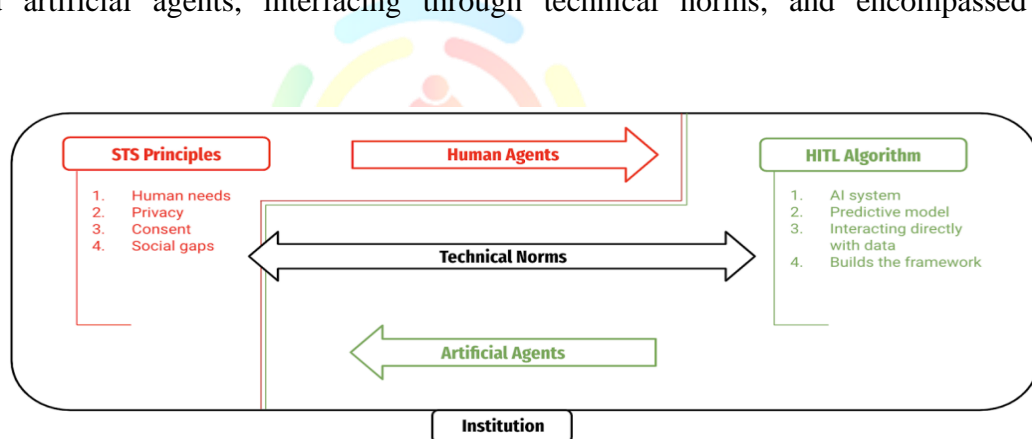 artificial agents, interfacing through technical norms, and encompassed
STS Principles
1. Human needs
2. Privacy
3. Consent
4. Social gaps
Human Agents
Technical Norms
Artificial Agents
HITL Algorithm
1. AI system
2. Predictive model
3. Interacting directly
with data
4. Builds the framework
Institution